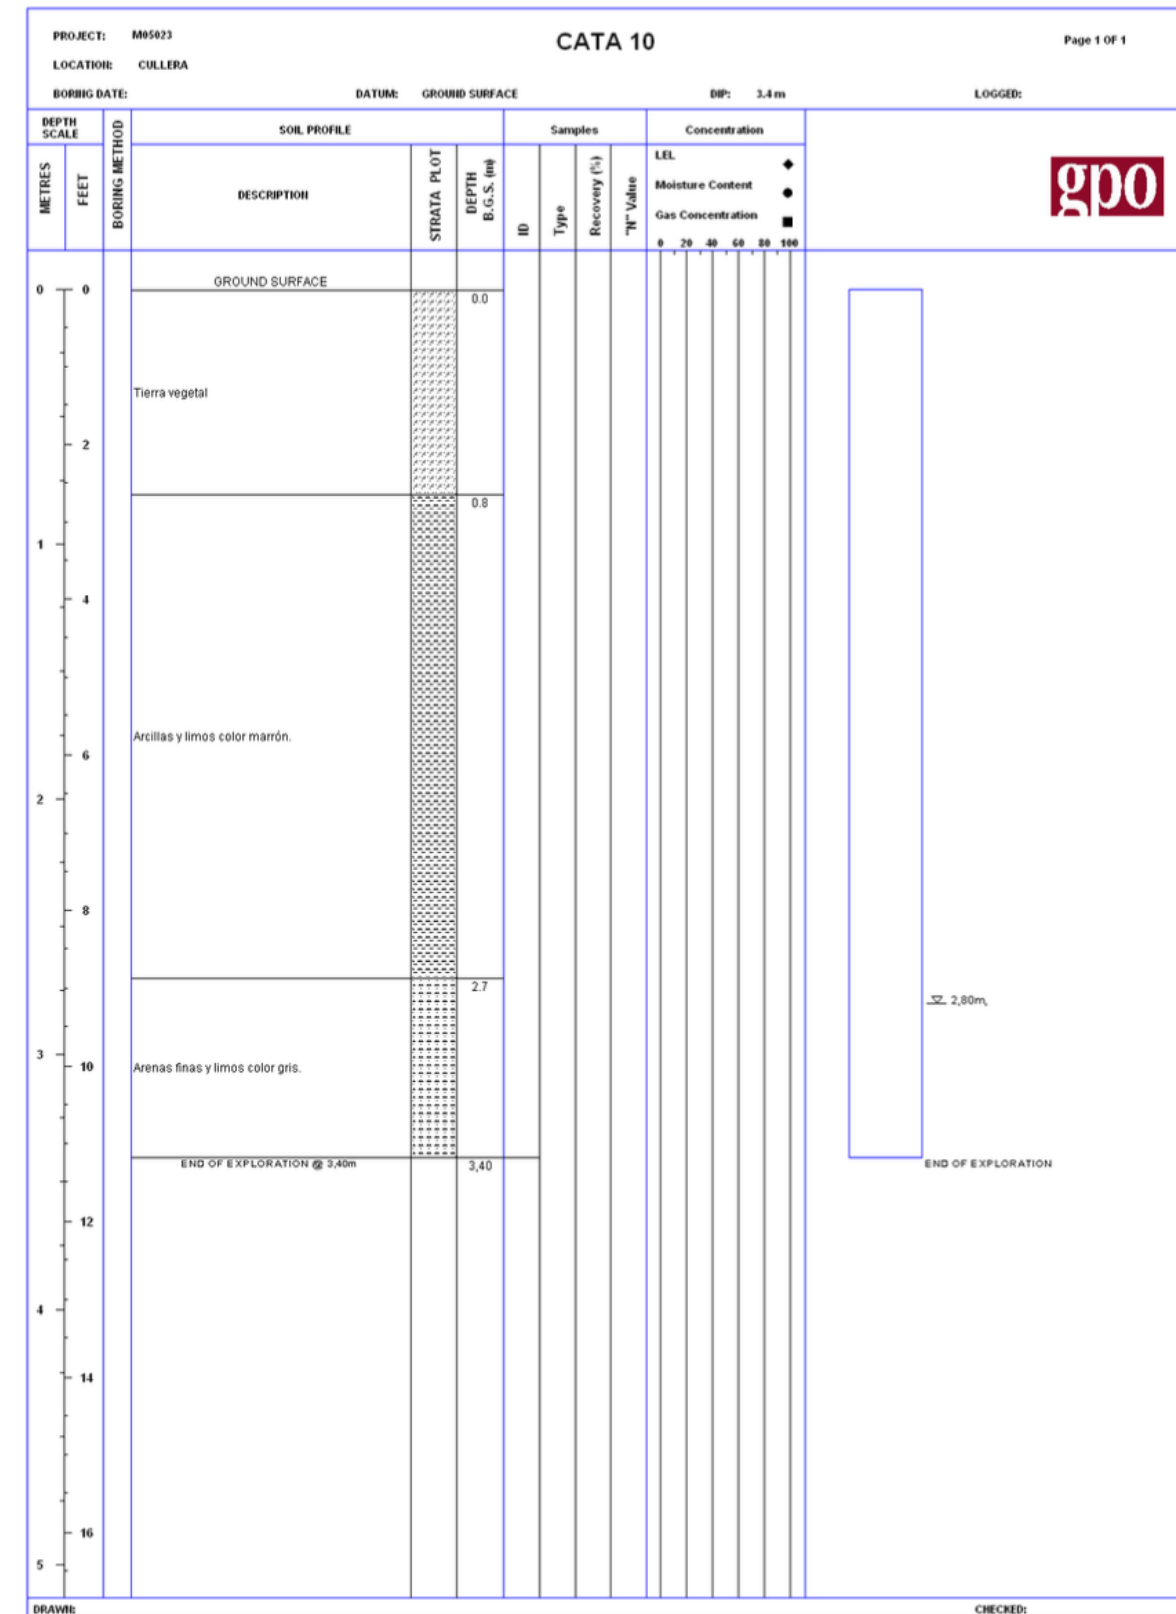 PROJECT: M05023
CATA 10
Page 1 OF 1
LOCATION: CULLERA
BORING DATE: DATUM: GROUND SURFACE DIP: 3.4 m LOGGED:
DEPTH SCALE
BORING METHOD
SOIL PROFILE
Samples
Concentration
METRES
FEET
DESCRIPTION
STRATA PLOT
DEPTH B.G.S. (m)
ID
Type
Recovery (%)
"N" Value
LEL
Moisture Content
Gas Concentration
0 20 40 60 80 100
gpo
GROUND SURFACE
0 0
0.0
Tierra vegetal
2
0.8
1
4
Arcillas y limos color marrón.
6
2
8
2.7
2,80m,
3
10
Arenas finas y limos color gris.
END OF EXPLORATION @ 3,40m
3,40
END OF EXPLORATION
12
4
14
16
5
DRAWN:
CHECKED: